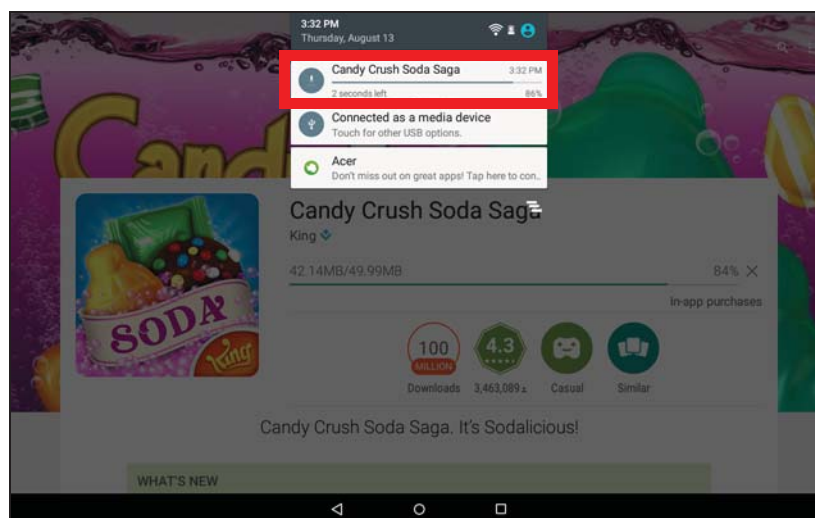 3:32 PM
Thursday, August 13
Candy Crush Soda Saga 3:32 PM
2 seconds left 86%
Connected as a media device
Touch for other USB options.
Acer
Don't miss out on great apps! Tap here to con..
Cand
Candy Crush Soda Saga
King
42.14MB/49.99MB 84%
In-app purchases
SODA
King
100 MILLION
4.3
Downloads 3,463,089 Casual Similar
Candy Crush Soda Saga. It's Sodalicious!
WHAT'S NEW